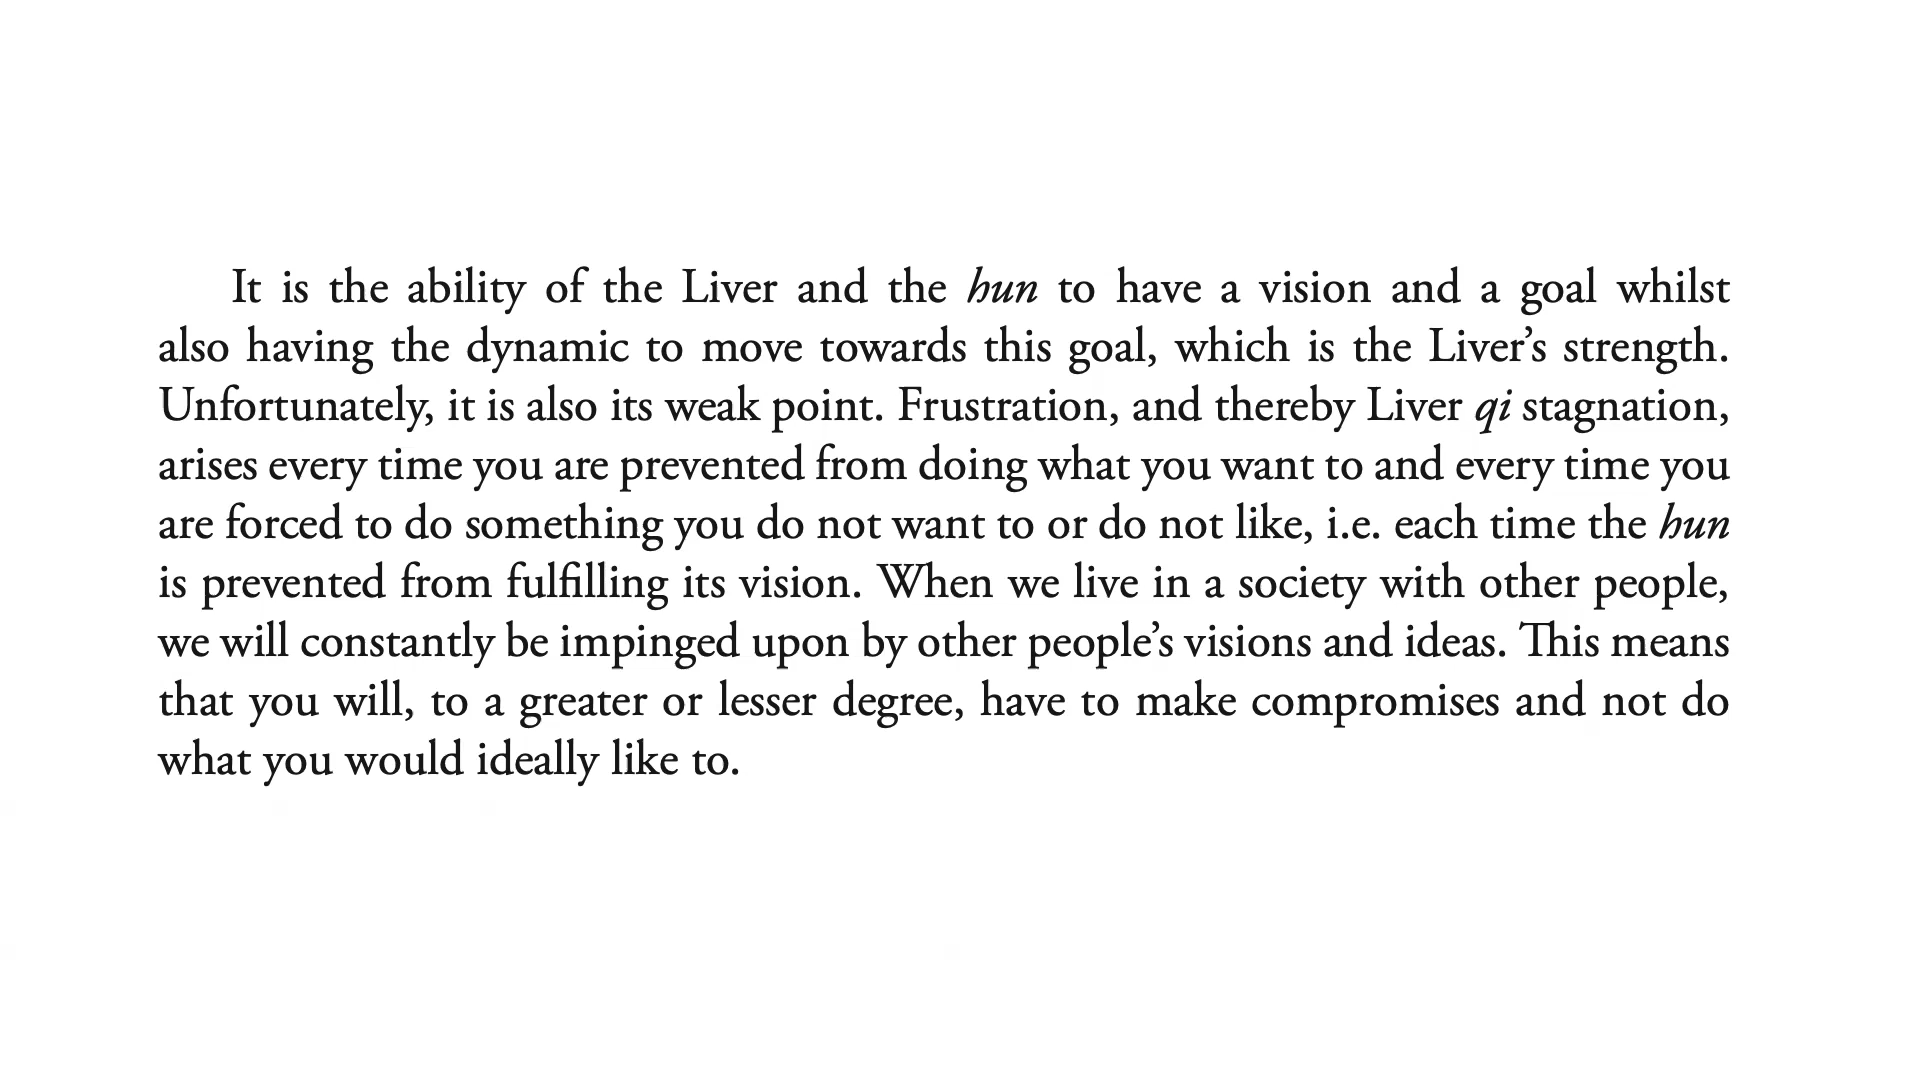 It is the ability of the Liver and the hun to have a vision and a goal whilst
also having the dynamic to move towards this goal, which is the Liver’s strength.
Unfortunately, it is also its weak point. Frustration, and thereby Liver qi stagnation,
arises every time you are prevented from doing what you want to and every time you
are forced to do something you do not want to or do not like, i.e. each time the hun
is prevented from fulfilling its vision. When we live in a society with other people,
we will constantly be impinged upon by other people’s visions and ideas. This means
that you will, to a greater or lesser degree, have to make compromises and not do
what you would ideally like to.